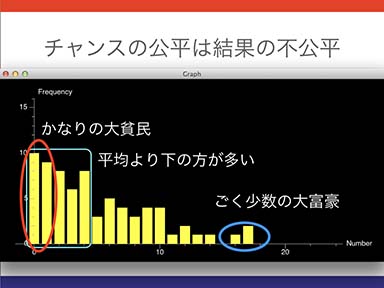 チャンスの公平は結果の不公平
Graph
Frequency
15
かなりの大貧民
10
平均より下の方が多い
5
ごく少数の大富豪
0
10
20
Number